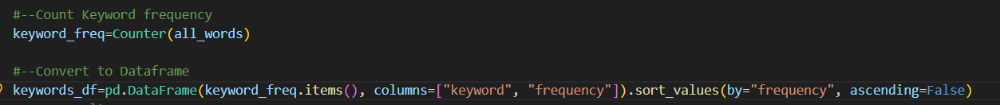 #--Count Keyword frequency
keyword_freq=Counter(all_words)
#--Convert to Dataframe
keywords_df=pd.DataFrame(keyword_freq.items(), columns=["keyword", "frequency"]).sort_values(by="frequency", ascending=False)